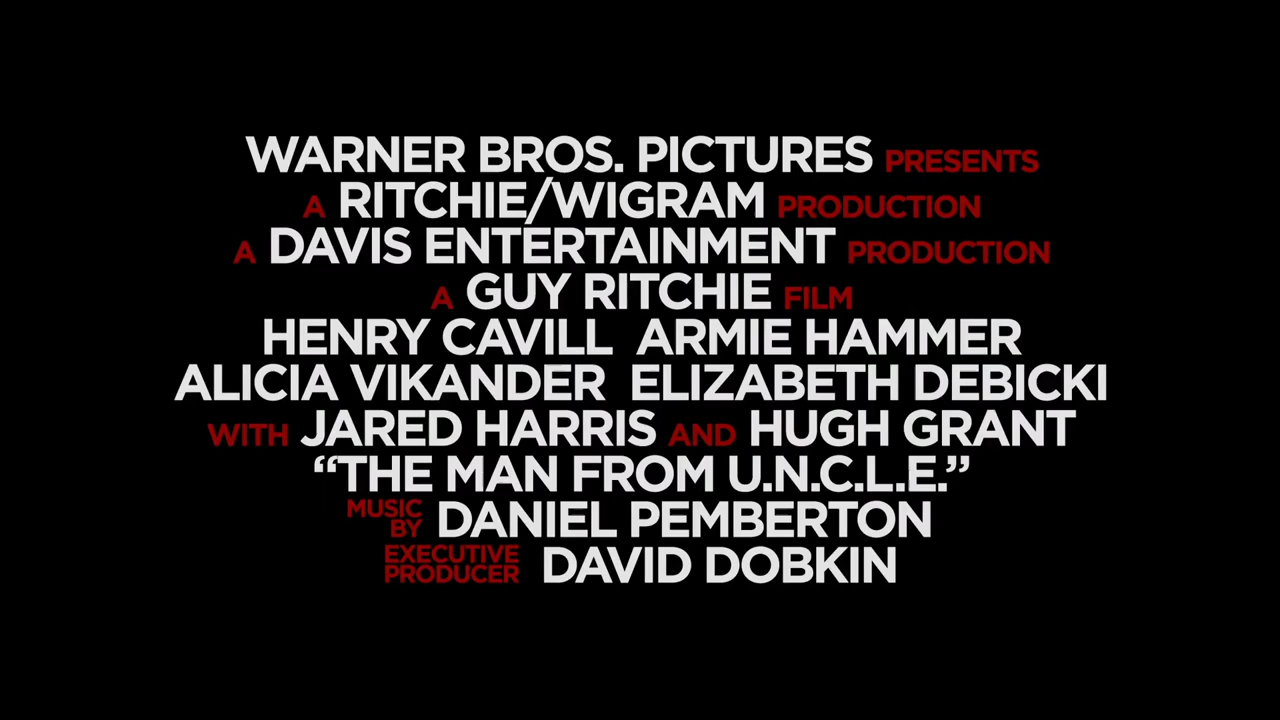 WARNER BROS. PICTURES PRESENTS
A RITCHIE/WIGRAM PRODUCTION
A DAVIS ENTERTAINMENT PRODUCTION
A GUY RITCHIE FILM
HENRY CAVILL ARMIE HAMMER
ALICIA VIKANDER ELIZABETH DEBICKI
WITH JARED HARRIS AND HUGH GRANT
“THE MAN FROM U.N.C.L.E.”
MUSIC BY DANIEL PEMBERTON
EXECUTIVE PRODUCER DAVID DOBKIN